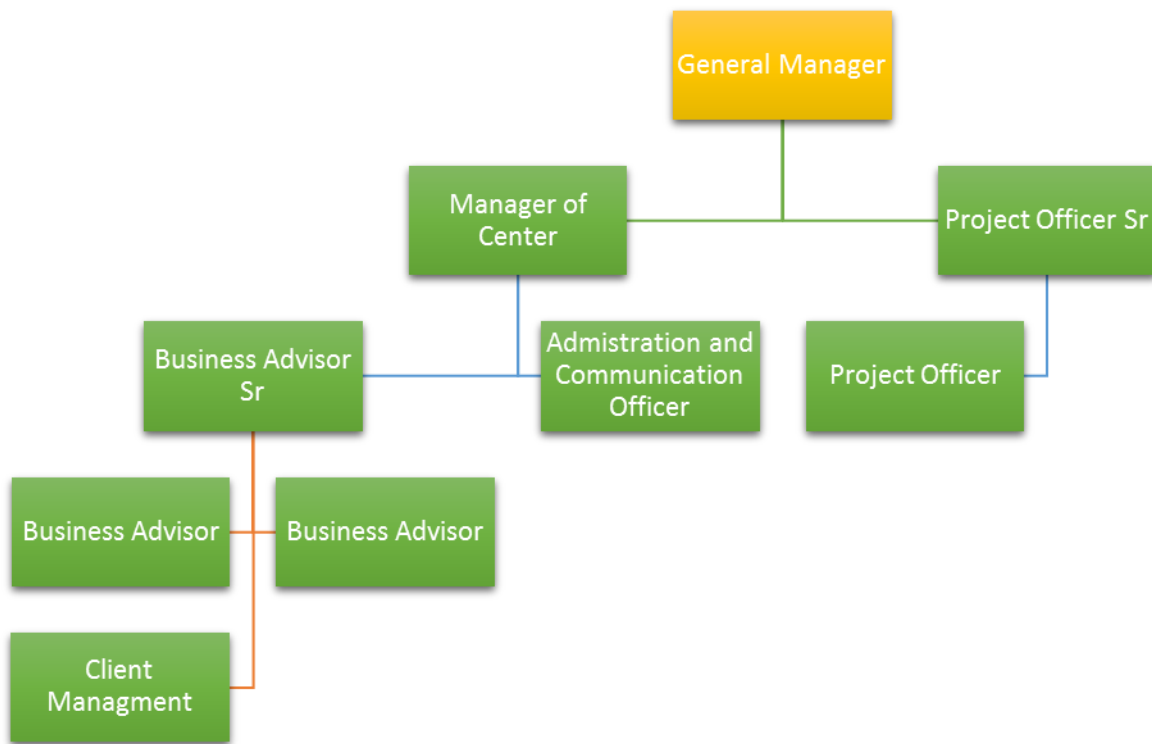 General Manager
Manager of
Center
Project Officer Sr
Business Advisor
Sr
Admistration and
Communication
Officer
Project Officer
Business Advisor
Business Advisor
Client
Managment